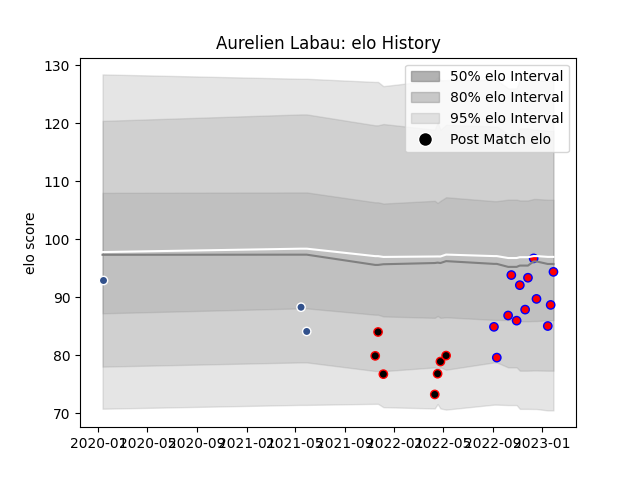 Aurelien Labau: elo History
130
120
110
100
90
80
70
elo score
50% elo Interval
80% elo Interval
95% elo Interval
Post Match elo
2020-01
2020-05
2020-09
2021-01
2021-05
2021-09
2022-01
2022-05
2022-09
2023-01